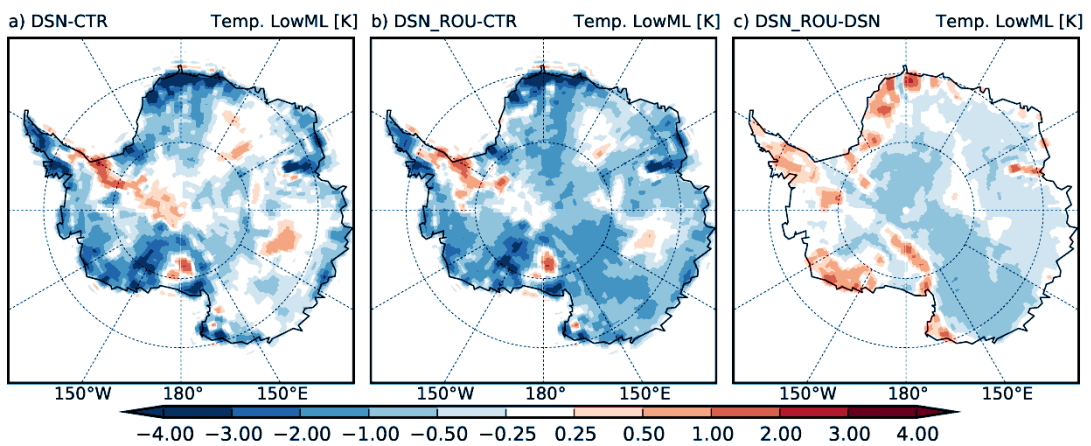 a) DSN-CTR Temp. LowML [K] b) DSN_ROU-CTR Temp. LowML [K] c) DSN_ROU-DSN Temp. LowML [K]
150°W 180° 150°E 150°W 180° 150°E 150°W 180° 150°E
−4.00 −3.00 −2.00 −1.00 −0.50 −0.25 0.25 0.50 1.00 2.00 3.00 4.00